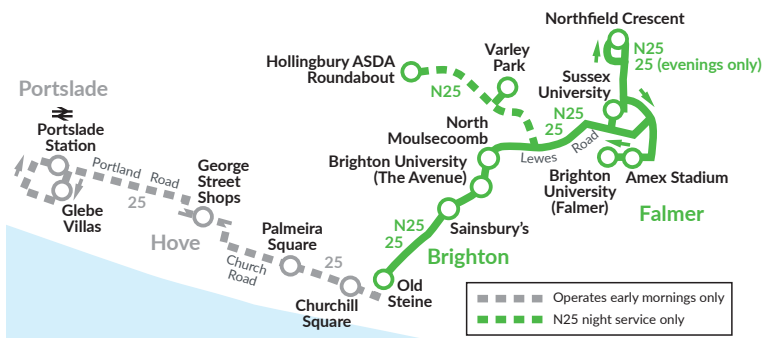 Northfield Crescent
N25
25 (evenings only)
Hollingbury ASDA
Roundabout
Varley
Park
Sussex
University
N25
N25
25
Portslade
Portslade
Station
North
Moulsecoomb
Lewes Road
Brighton University
(The Avenue)
Brighton
University
(Falmer)
Amex Stadium
Falmer
Portland Road
25
George
Street
Shops
Glebe
Villas
Hove
Palmeira
Square
Church
Road
25
N25
25
Sainsbury's
Brighton
Old
Steine
Churchill
Square
Operates early mornings only
N25 night service only